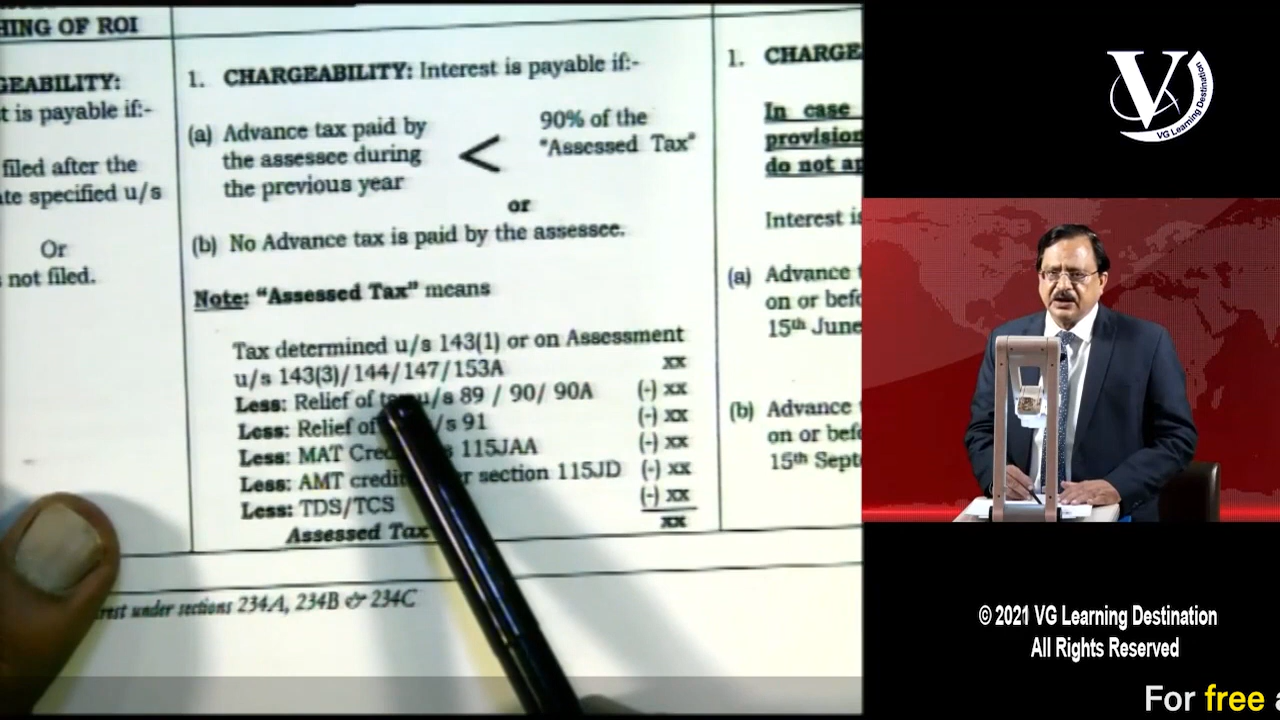 HING OF ROI
GEABILITY:
t is payable if:-
filed after the
te specified u/s
Or
not filed.
1. CHARGEABILITY: Interest is payable if:-
(a) Advance tax paid by
the assessee during
the previous year
<
90% of the
"Assessed Tax"
or
(b) No Advance tax is paid by the assessee.
Note: "Assessed Tax" means
Tax determined u/s 143(1) or on Assessment
u/s 143(3)/ 144/ 147/ 153A xx
Less: Relief of u/s 89 / 90/ 90A (-) xx
Less: Relief of /s 91 (-) xx
Less: MAT 115JAA (-) xx
Less: AMT credit section 115JD (-) xx
Less: TDS/TCS (-) xx
Assessed Tax xx
rest under sections 234A, 234B & 234C
1. CHARGE
In case
provision
do not ap
Interest is
(a) Advance
on or befo
15th June
(b) Advance
on or befo
15th Sept
V
VG Learning Destination
© 2021 VG Learning Destination
All Rights Reserved
For free